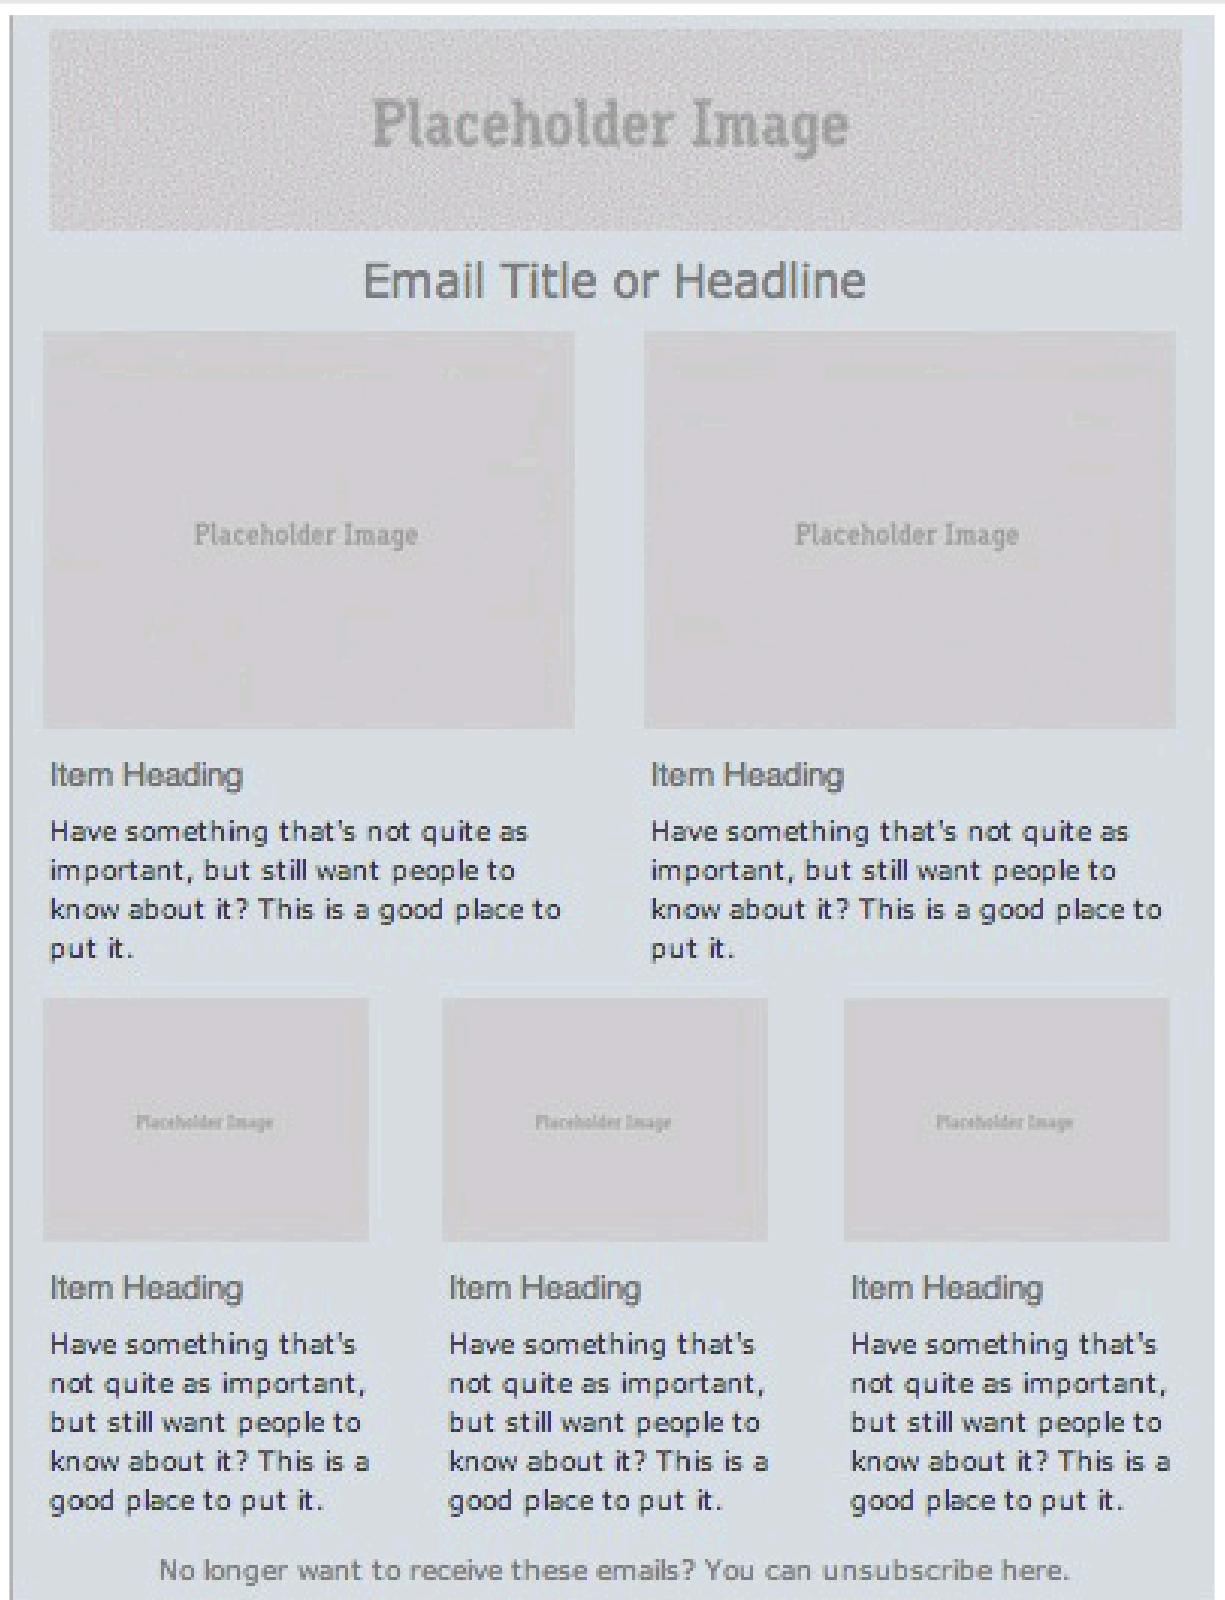 Placeholder Image
Email Title or Headline
Placeholder Image
Placeholder Image
Item Heading
Have something that's not quite as
important, but still want people to
know about it? This is a good place to
put it.
Item Heading
Have something that's not quite as
important, but still want people to
know about it? This is a good place to
put it.
Placeholder Image
Placeholder Image
Placeholder Image
Item Heading
Have something that's
not quite as important,
but still want people to
know about it? This is a
good place to put it.
Item Heading
Have something that's
not quite as important,
but still want people to
know about it? This is a
good place to put it.
Item Heading
Have something that's
not quite as important,
but still want people to
know about it? This is a
good place to put it.
No longer want to receive these emails? You can unsubscribe here.